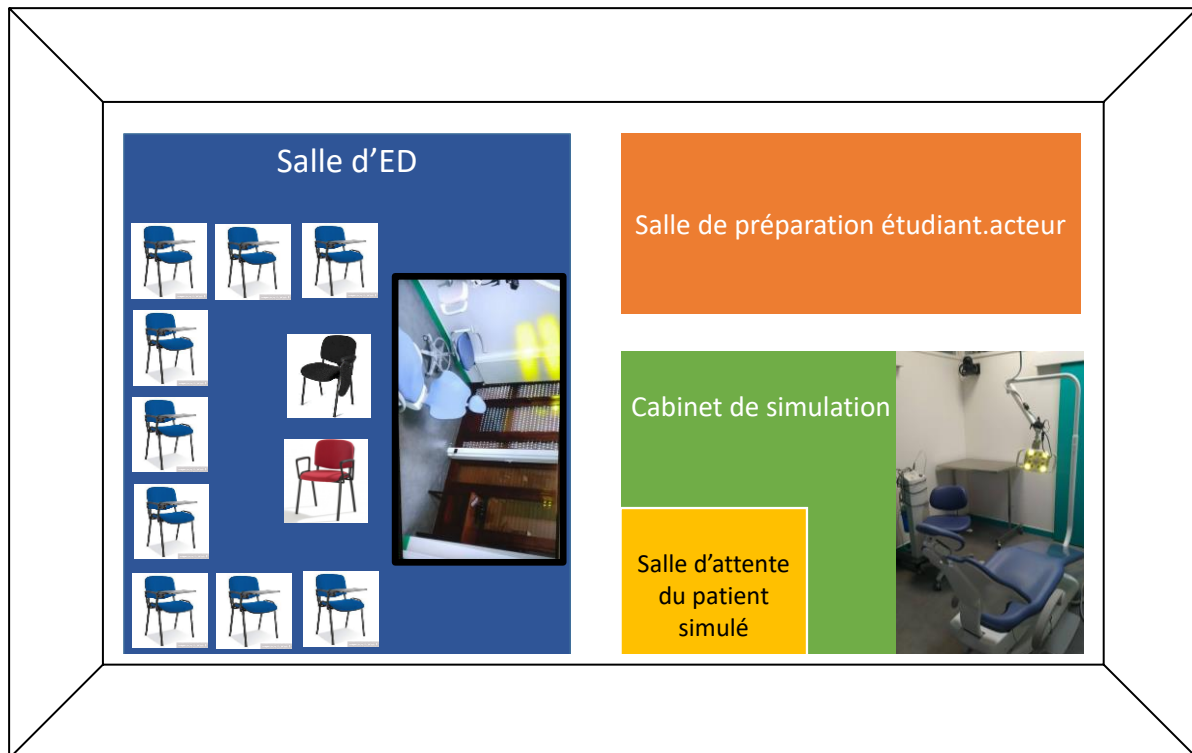 Salle d’ED
Salle de préparation étudiant.acteur
Cabinet de simulation
Salle d’attente
du patient
simulé